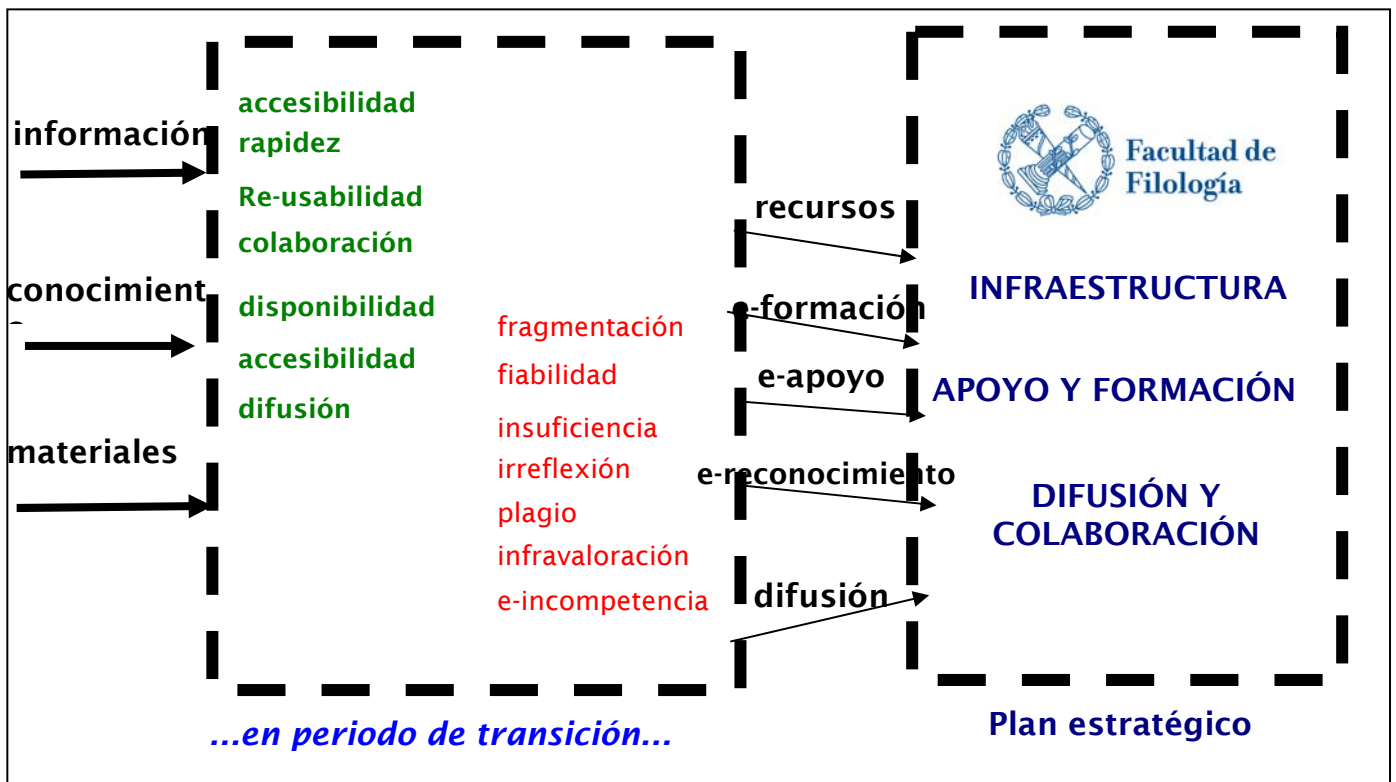 información
conocimient
materiales
accesibilidad
rapidez
Re-usabilidad
colaboración
disponibilidad
accesibilidad
difusión
fragmentación
fiabilidad
insuficiencia
irreflexión
plagio
infravaloración
e-incompetencia
...en periodo de transición...
recursos
e-formación
e-apoyo
e-reconocimiento
difusión
Facultad de
Filología
INFRAESTRUCTURA
APOYO Y FORMACIÓN
DIFUSIÓN Y
COLABORACIÓN
Plan estratégico